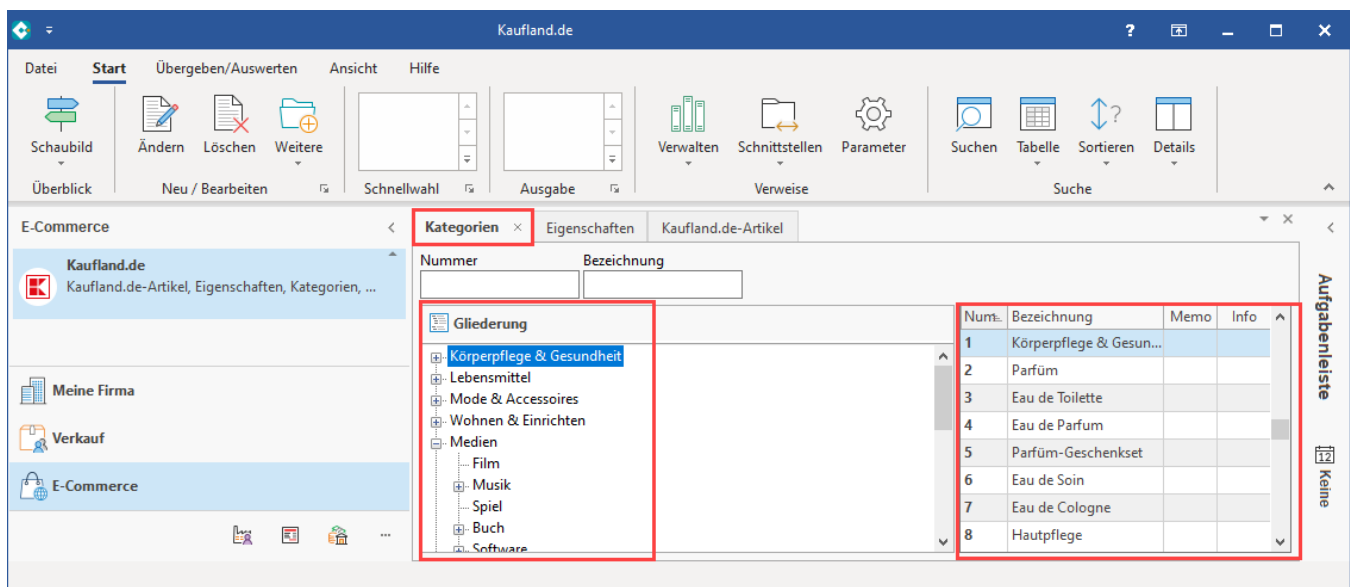 Kaufland.de
?
Datei Start Übergeben/Auswerten Ansicht Hilfe
Schaubild Ändern Löschen Weitere Verwalten Schnittstellen Parameter Suchen Tabelle Sortieren Details
Überblick Neu / Bearbeiten Schnellwahl Ausgabe Verweise Suche
E-Commerce
Kaufland.de
Kaufland.de-Artikel, Eigenschaften, Kategorien, ...
Meine Firma
Verkauf
E-Commerce
...
Kategorien × Eigenschaften Kaufland.de-Artikel
Nummer Bezeichnung
Gliederung
Körperpflege & Gesundheit
Lebensmittel
Mode & Accessoires
Wohnen & Einrichten
Medien
Film
Musik
Spiel
Buch
Software
Num Bezeichnung Memo Info
1 Körperpflege & Gesun...
2 Parfüm
3 Eau de Toilette
4 Eau de Parfum
5 Parfüm-Geschenkset
6 Eau de Soin
7 Eau de Cologne
8 Hautpflege
Aufgabenleiste
12 Keine